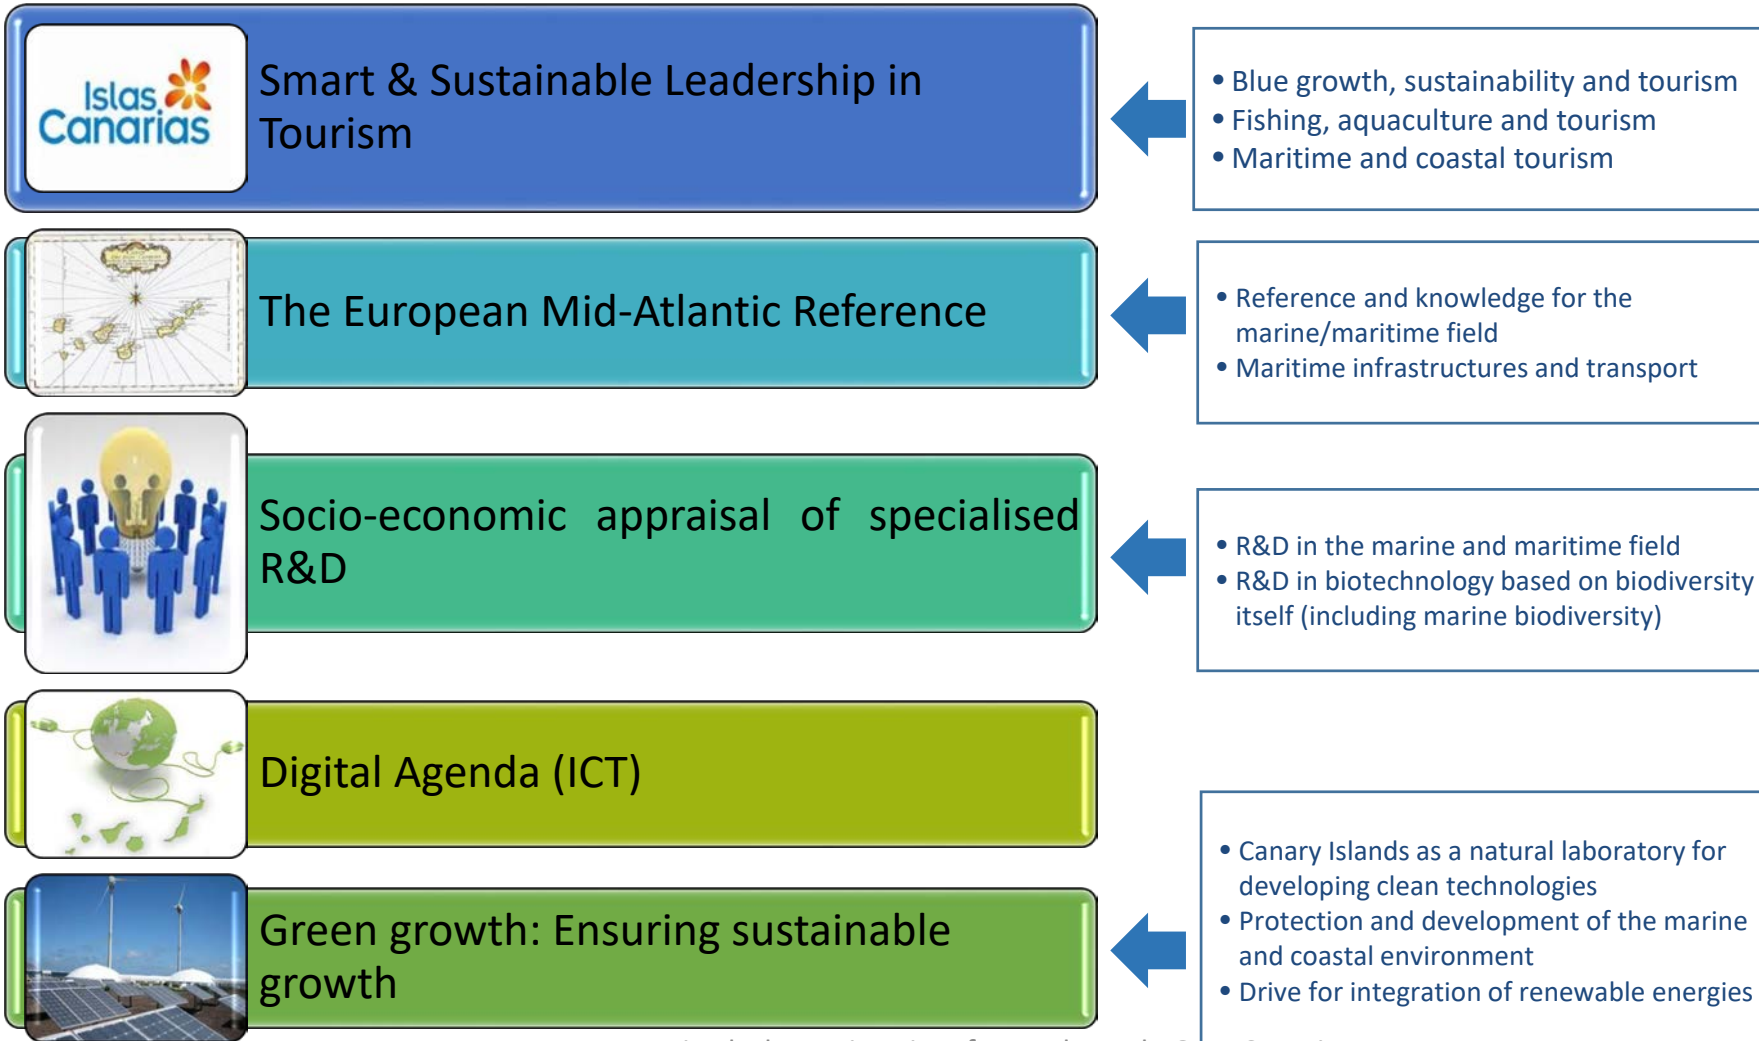 Islas
Canarias
Smart & Sustainable Leadership in
Tourism
• Blue growth, sustainability and tourism
• Fishing, aquaculture and tourism
• Maritime and coastal tourism
The European Mid-Atlantic Reference
• Reference and knowledge for the
marine/maritime field
• Maritime infrastructures and transport
Socio-economic appraisal of specialised
R&D
• R&D in the marine and maritime field
• R&D in biotechnology based on biodiversity
itself (including marine biodiversity)
Digital Agenda (ICT)
Green growth: Ensuring sustainable
growth
• Canary Islands as a natural laboratory for
developing clean technologies
• Protection and development of the marine
and coastal environment
• Drive for integration of renewable energies